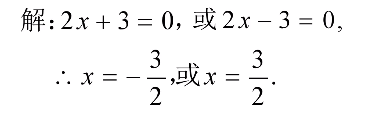 解:2x + 3 = 0, 或 2x − 3 = 0,
∴ x = −3/2,或 x = 3/2.